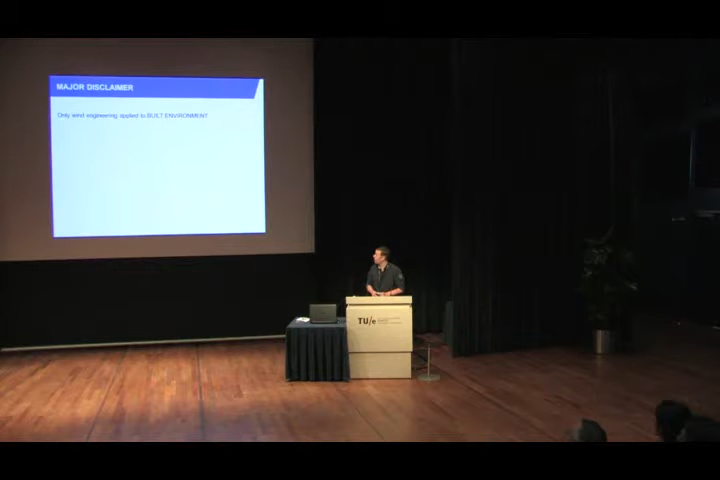 MAJOR DISCLAIMER
Only wind engineering applied to BUILT ENVIRONMENT
TU/e